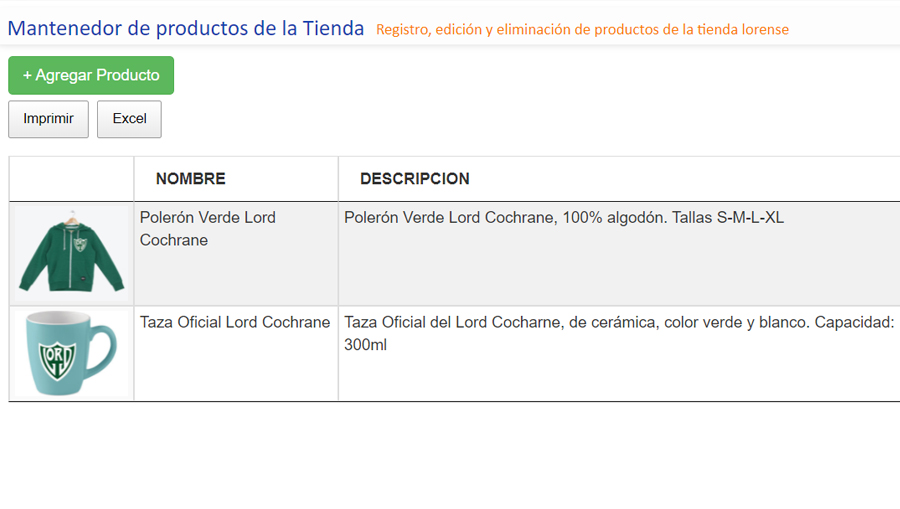 Mantenedor de productos de la Tienda Registro, edición y eliminación de productos de la tienda lorense
+ Agregar Producto
Imprimir Excel
NOMBRE DESCRIPCION
Polerón Verde Lord Polerón Verde Lord Cochrane, 100% algodón. Tallas S-M-L-XL
Cochrane
Taza Oficial Lord Cochrane Taza Oficial del Lord Cocharne, de cerámica, color verde y blanco. Capacidad:
300ml
LORD